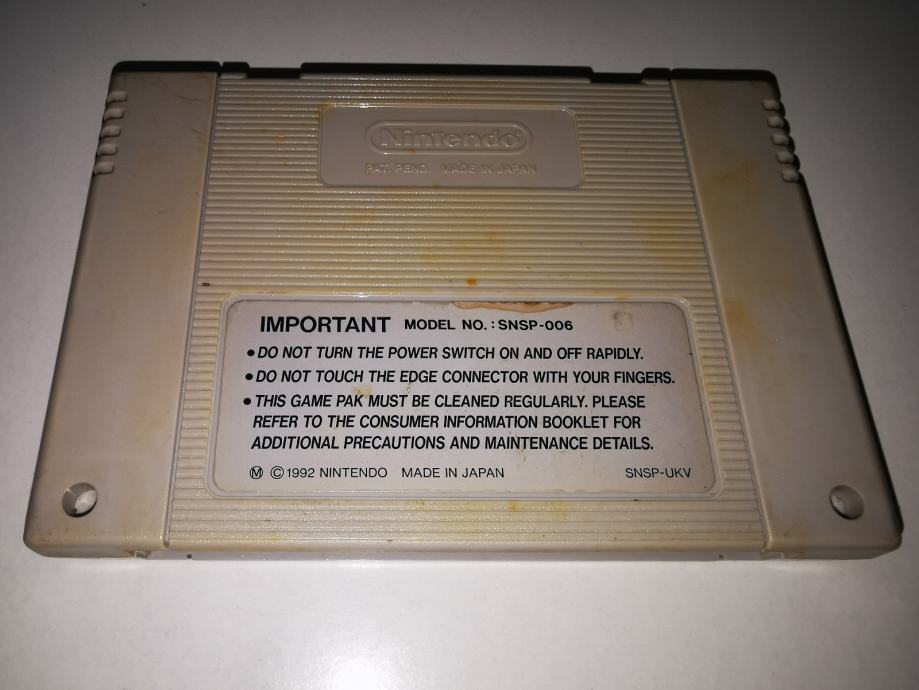 Nintendo
PAT. PEND. MADE IN JAPAN
IMPORTANT MODEL NO. : SNSP-006
● DO NOT TURN THE POWER SWITCH ON AND OFF RAPIDLY.
● DO NOT TOUCH THE EDGE CONNECTOR WITH YOUR FINGERS.
● THIS GAME PAK MUST BE CLEANED REGULARLY. PLEASE
REFER TO THE CONSUMER INFORMATION BOOKLET FOR
ADDITIONAL PRECAUTIONS AND MAINTENANCE DETAILS.
Ⓜ ©1992 NINTENDO MADE IN JAPAN SNSP-UKV